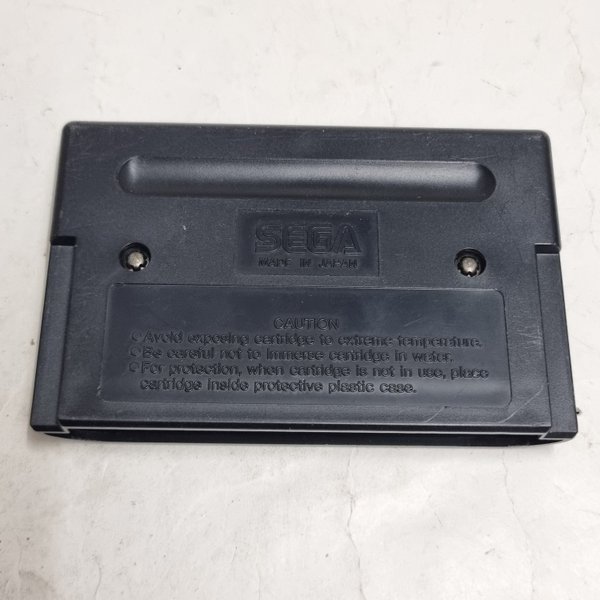 SEGA
MADE IN JAPAN
CAUTION
Avoid exposing cartridge to extreme temperature.
Be careful not to immerse cartridge in water.
For protection, when cartridge is not in use, place
cartridge inside protective plastic case.